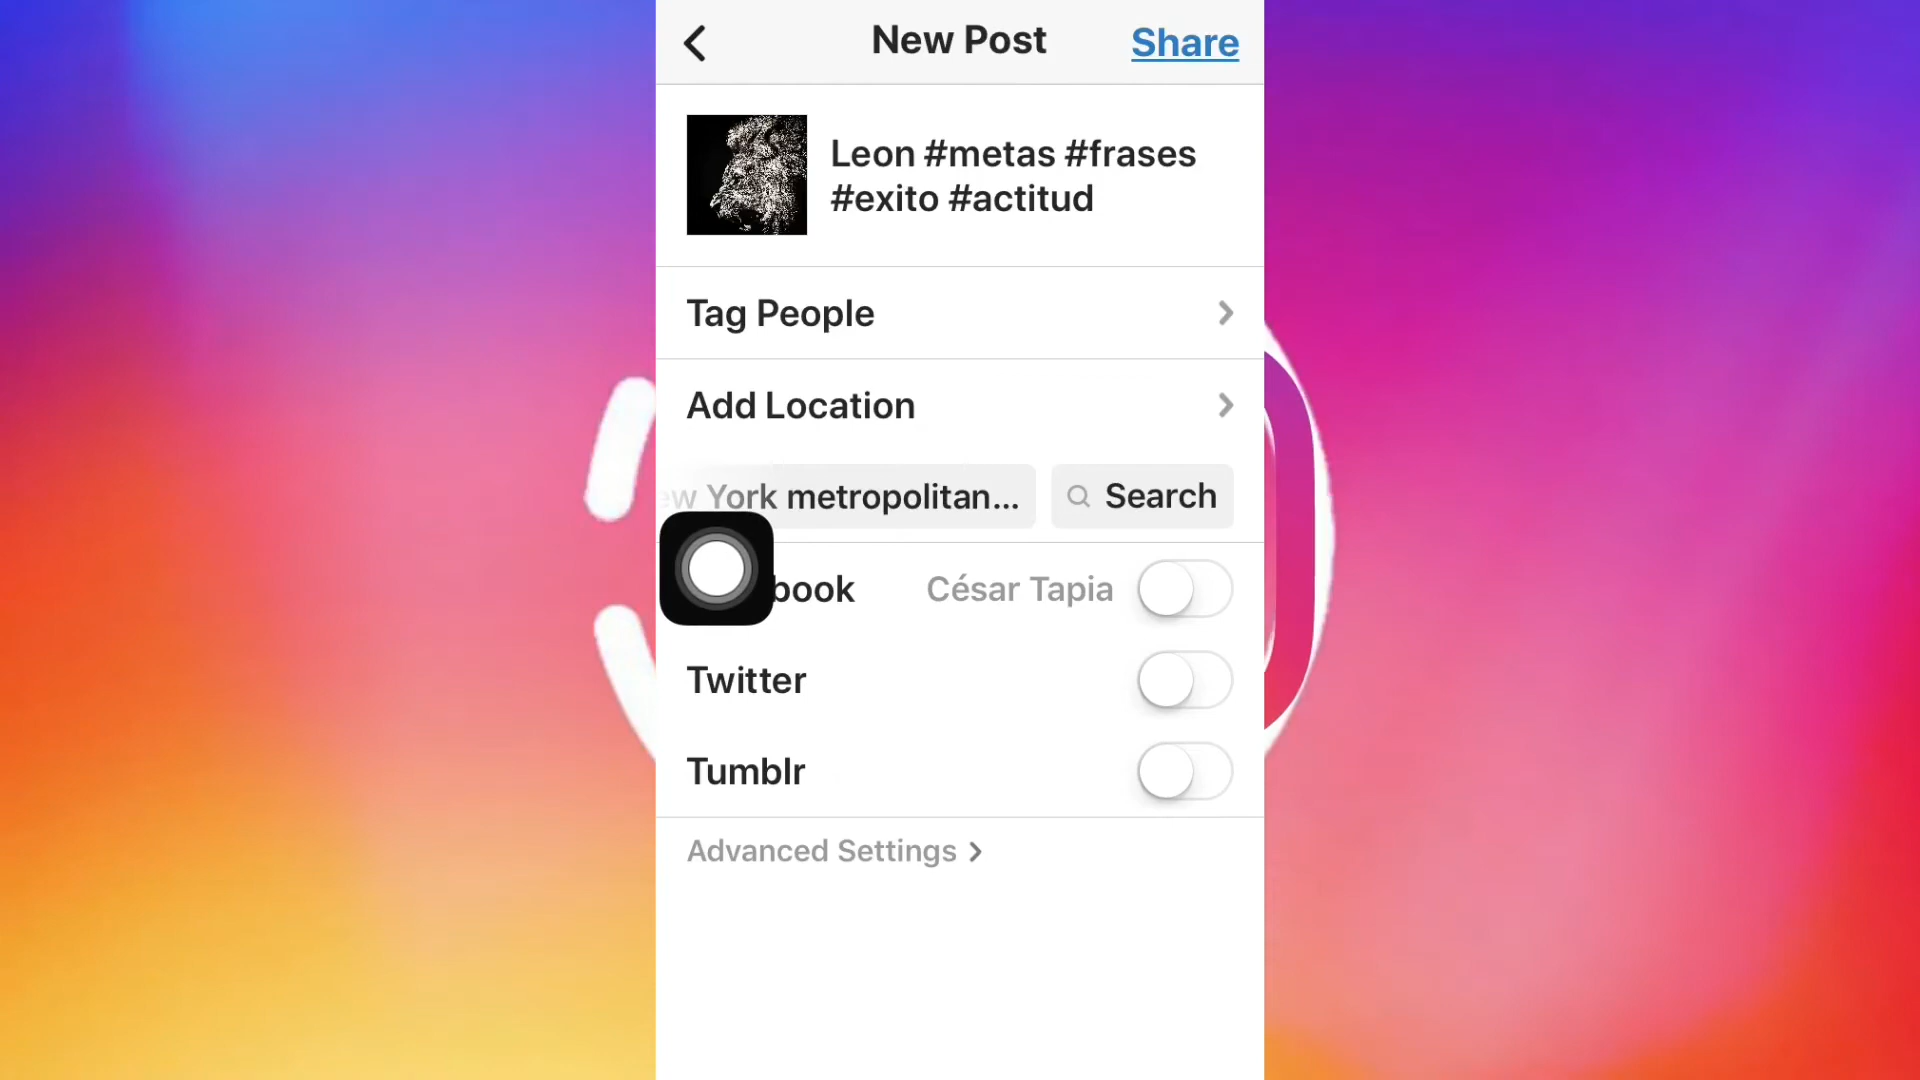 New Post
Share
Leon #metas #frases
#exito #actitud
Tag People
Add Location
York metropolitan...
Search
book
César Tapia
Twitter
Tumblr
Advanced Settings